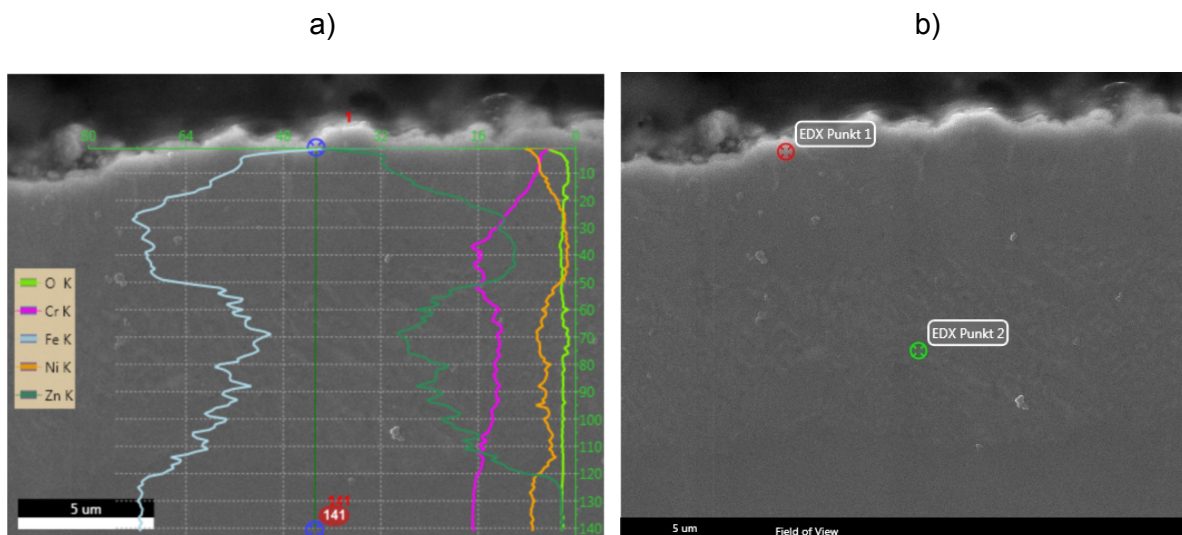 a)
b)
1
80
64
48
32
16
0
10
20
30
40
50
60
70
80
90
100
110
120
130
140
O K
Cr K
Fe K
Ni K
Zn K
5 um
141
141
EDX Punkt 1
EDX Punkt 2
5 um
Field of View